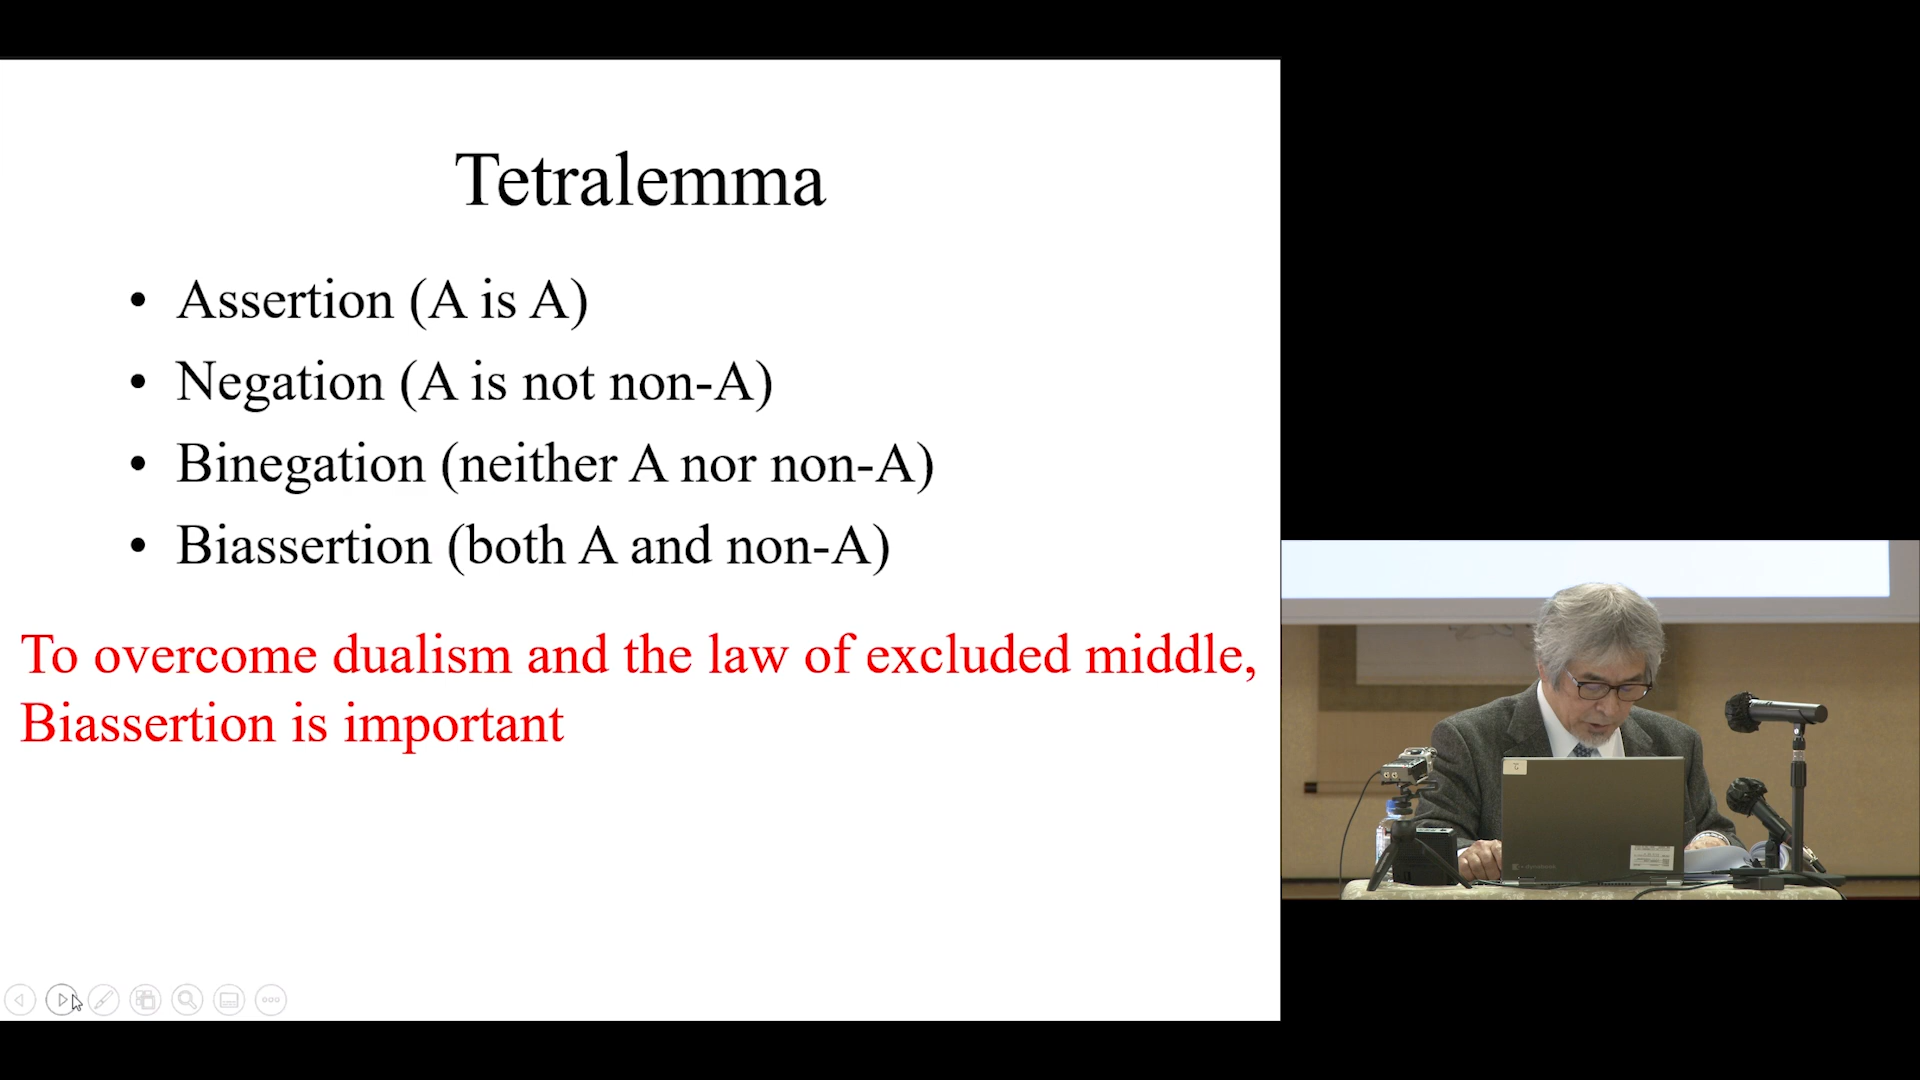 Tetralemma
• Assertion (A is A)
• Negation (A is not non-A)
• Binegation (neither A nor non-A)
• Biassertion (both A and non-A)
To overcome dualism and the law of excluded middle,
Biassertion is important